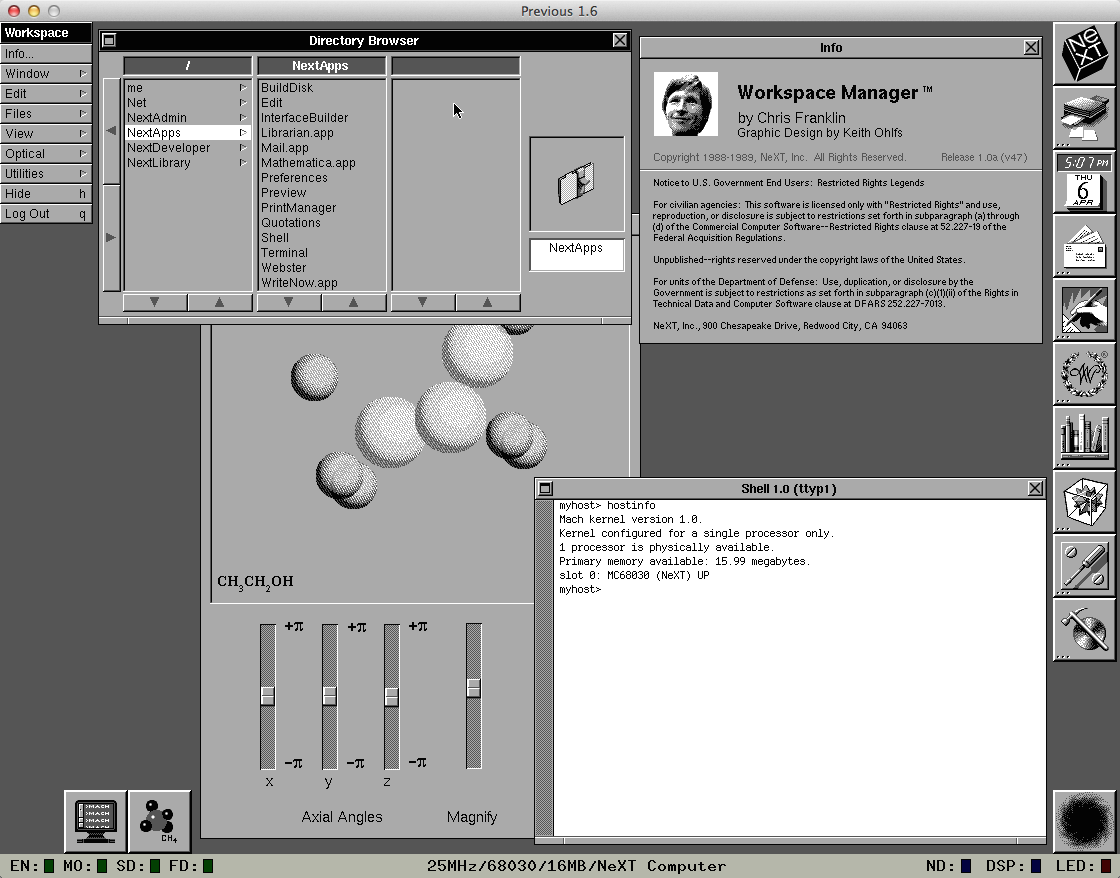 Previous 1.6
Workspace
Info...
Window
Edit
Files
View
Optical
Utilities
Hide h
Log Out q
Directory Browser
/ NextApps
me
Net
NextAdmin
NextApps
NextDeveloper
NextLibrary
BuildDisk
Edit
InterfaceBuilder
Librarian.app
Mail.app
Mathematica.app
Preferences
Preview
PrintManager
Quotations
Shell
Terminal
Webster
WriteNow.app
NextApps
Info
Workspace Manager ™
by Chris Franklin
Graphic Design by Keith Ohlfs
Copyright 1988-1989, NeXT, Inc. All Rights Reserved. Release 1.0a (v47)
Notice to U.S. Government End Users: Restricted Rights Legends
For civilian agencies: This software is licensed only with "Restricted Rights" and use,
reproduction, or disclosure is subject to restrictions set forth in subparagraph (a) through
(d) of the Commercial Computer Software--Restricted Rights clause at 52.227-19 of the
Federal Acquisition Regulations.
Unpublished--rights reserved under the copyright laws of the United States.
For units of the Department of Defense: Use, duplication, or disclosure by the
Government is subject to restrictions as set forth in subparagraph (c)(1)(ii) of the Rights in
Technical Data and Computer Software clause at DFARS 252.227-7013.
NeXT, Inc., 900 Chesapeake Drive, Redwood City, CA 94063
NeXT
5:07 PM
THU
6
APR
CH3CH2OH
+π +π +π
-π -π -π
x y z
Axial Angles Magnify
Shell 1.0 (ttyp1)
myhost> hostinfo
Mach kernel version 1.0.
Kernel configured for a single processor only.
1 processor is physically available.
Primary memory available: 15.99 megabytes.
slot 0: MC68030 (NeXT) UP
myhost>
>MACH
>MACH
>MACH
>MACH
CH4
EN: MO: SD: FD: 25MHz/68030/16MB/NeXT Computer ND: DSP: LED: